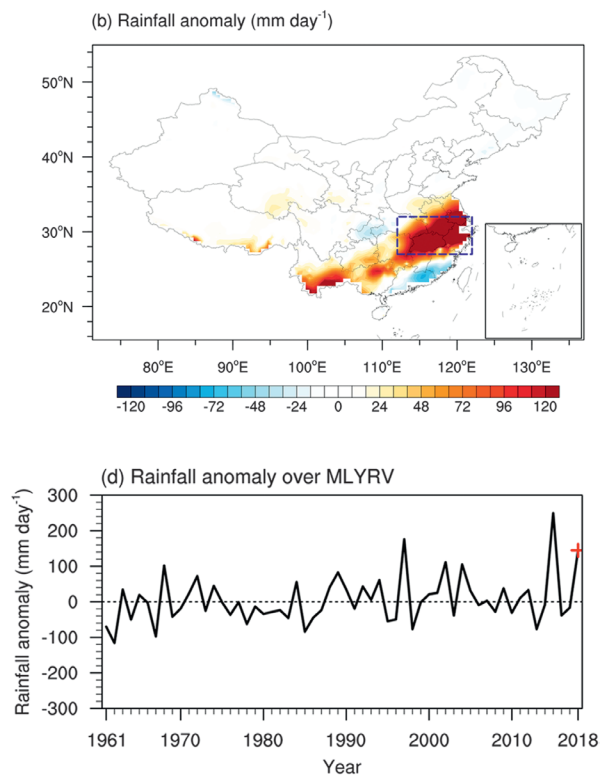 (b) Rainfall anomaly (mm day⁻¹)
50°N
40°N
30°N
20°N
80°E 90°E 100°E 110°E 120°E 130°E
-120 -96 -72 -48 -24 0 24 48 72 96 120
(d) Rainfall anomaly over MLYRV
Rainfall anomaly (mm day⁻¹)
300
200
100
0
-100
-200
-300
1961 1970 1980 1990 2000 2010 2018
Year